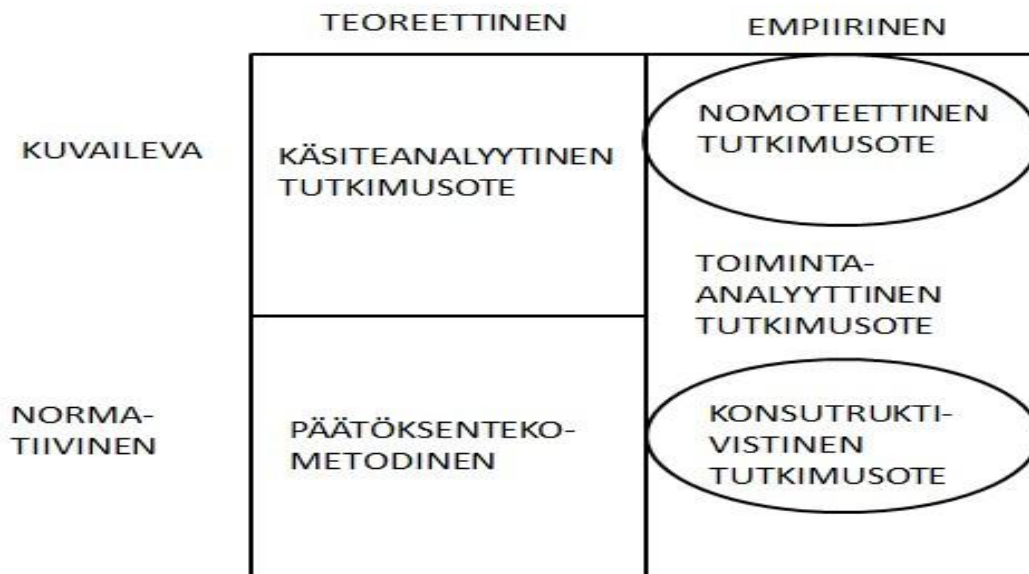 TEOREETTINEN
EMPIIRINEN
KUVAILEVA
KÄSITEANALYYTINEN
TUTKIMUSOTE
NOMOTEETTINEN
TUTKIMUSOTE
TOIMINTA-
ANALYYTTINEN
TUTKIMUSOTE
NORMA-
TIIVINEN
PÄÄTÖKSENTEKO-
METODINEN
KONSUTRUKTI-
VISTINEN
TUTKIMUSOTE